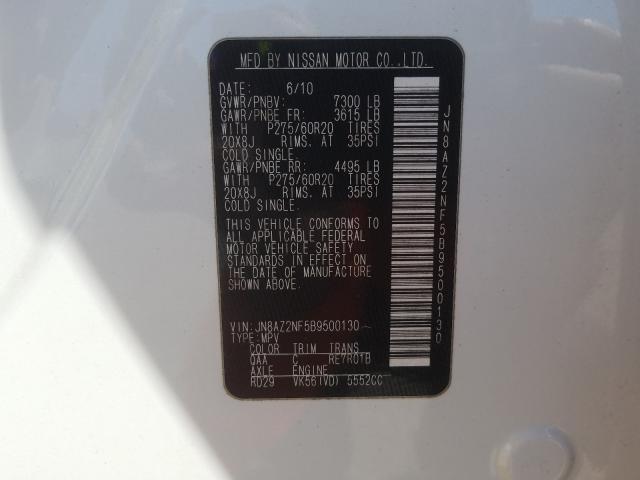 MFD BY NISSAN MOTOR CO.,LTD.
DATE: 6/10
GVWR/PNBV: 7300 LB
GAWR/PNBE FR: 3615 LB
WITH P275/60R20 TIRES
20X8J RIMS, AT 35PSI
COLD SINGLE.
GAWR/PNBE RR: 4495 LB
WITH P275/60R20 TIRES
20X8J RIMS, AT 35PSI
COLD SINGLE.
THIS VEHICLE CONFORMS TO
ALL APPLICABLE FEDERAL
MOTOR VEHICLE SAFETY
STANDARDS IN EFFECT ON
THE DATE OF MANUFACTURE
SHOWN ABOVE.
VIN: JN8AZ2NF5B9500130
TYPE: MPV
COLOR TRIM TRANS
QAA C RE7R01B
AXLE ENGINE
RD29 VK56(VD) 5552CC
JN8AZ2NF5B9500130